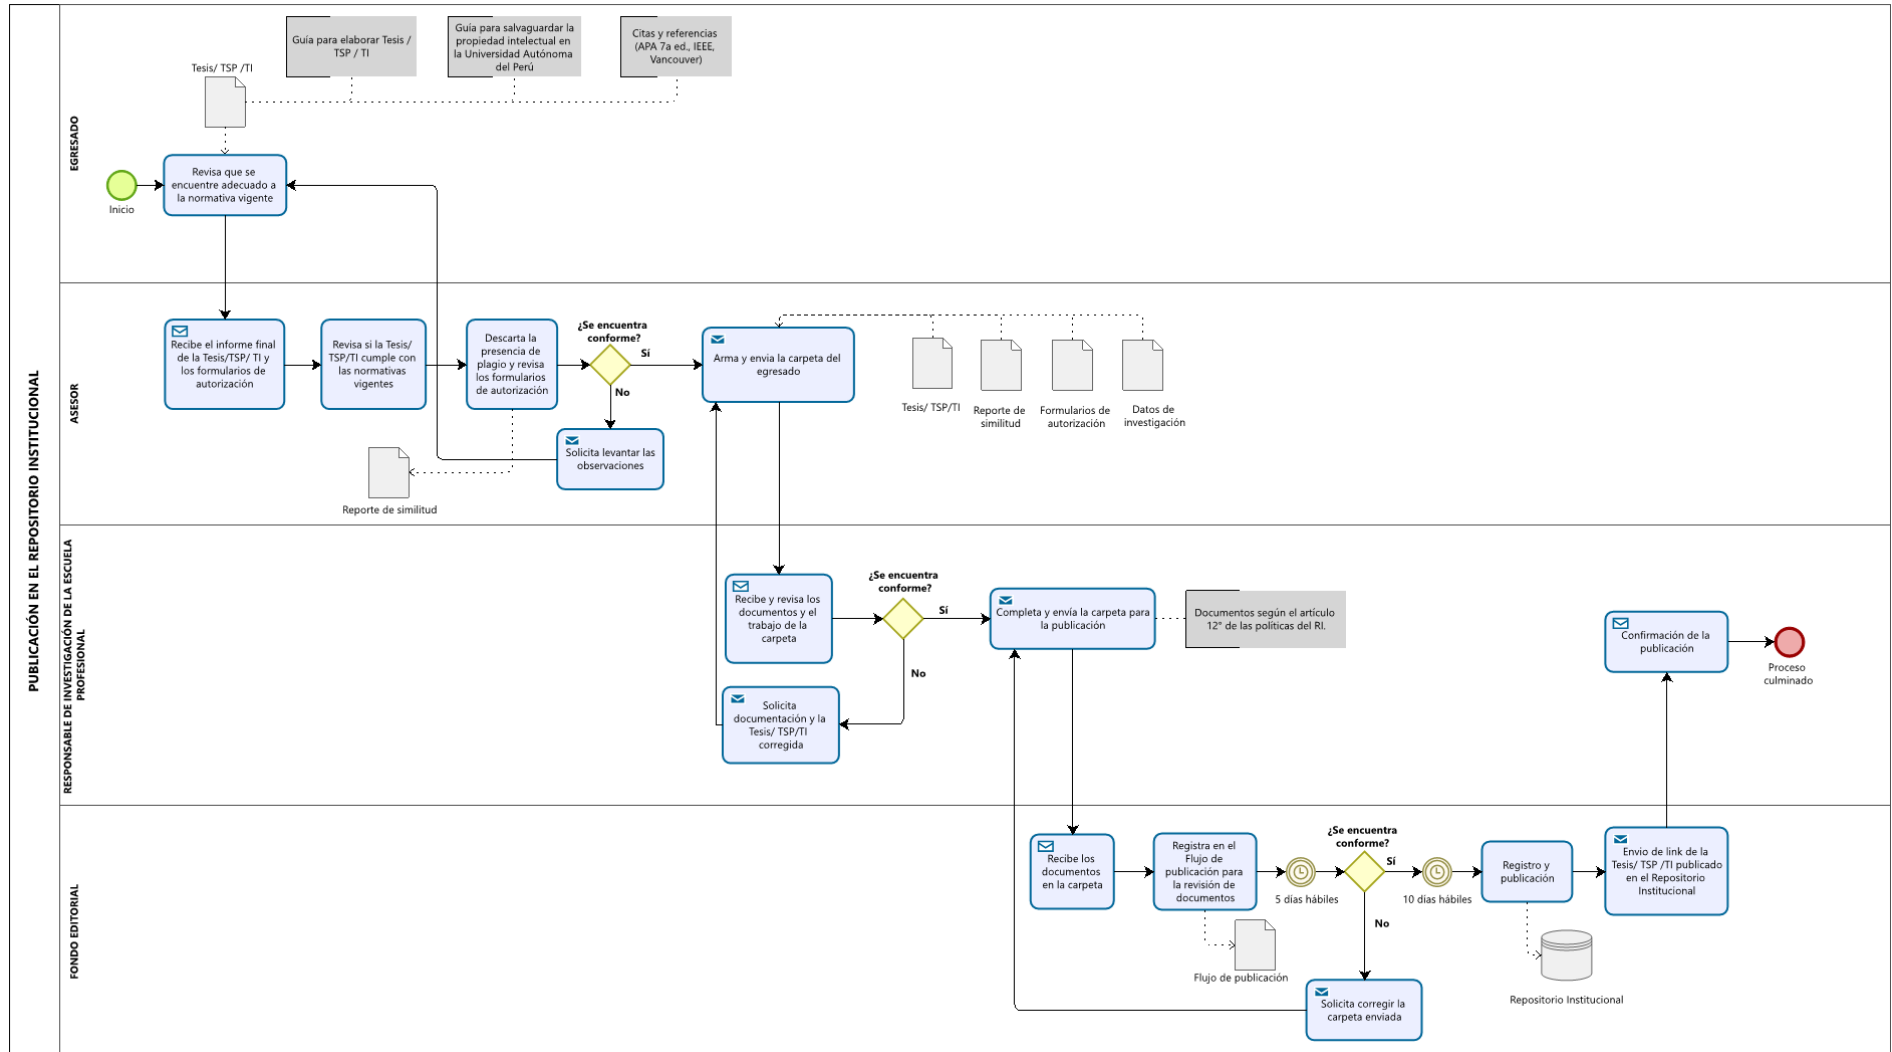 PUBLICACIÓN EN EL REPOSITORIO INSTITUCIONAL
EGRESADO
Tesis/ TSP /TI
Guía para elaborar Tesis /
TSP / TI
Guía para salvaguardar la
propiedad intelectual en
la Universidad Autónoma
del Perú
Citas y referencias
(APA 7a ed., IEEE,
Vancouver)
Inicio
Revisa que se
encuentre adecuado a
la normativa vigente
ASESOR
Recibe el informe final
de la Tesis/TSP/ TI y
los formularios de
autorización
Revisa si la Tesis/
TSP/TI cumple con
las normativas
vigentes
Descarta la
presencia de
plagio y revisa
los formularios
de autorización
¿Se encuentra
conforme?
Sí
No
Solicita levantar las
observaciones
Reporte de similitud
Arma y envia la carpeta del
egresado
Tesis/ TSP/TI
Reporte de
similitud
Formularios de
autorización
Datos de
investigación
RESPONSABLE DE INVESTIGACIÓN DE LA ESCUELA
PROFESIONAL
Recibe y revisa los
documentos y el
trabajo de la
carpeta
¿Se encuentra
conforme?
Sí
No
Solicita
documentación y la
Tesis/ TSP/TI
corregida
Completa y envía la carpeta para
la publicación
Documentos según el artículo
12° de las políticas del RI.
Confirmación de la
publicación
Proceso
culminado
FONDO EDITORIAL
Recibe los
documentos
en la carpeta
Registra en el
Flujo de
publicación para
la revisión de
documentos
Flujo de publicación
5 días hábiles
¿Se encuentra
conforme?
Sí
No
10 días hábiles
Solicita corregir la
carpeta enviada
Registro y
publicación
Repositorio Institucional
Envio de link de la
Tesis/ TSP /TI publicado
en el Repositorio
Institucional